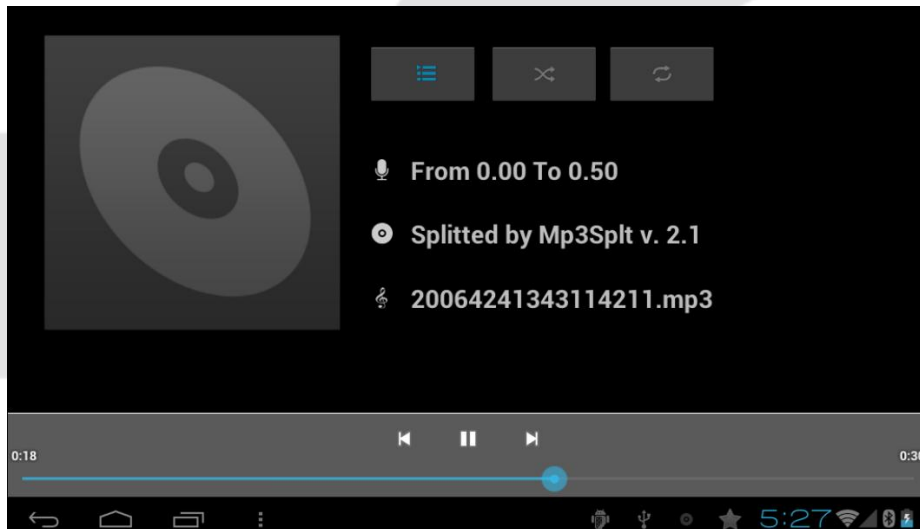 From 0.00 To 0.50
Splitted by Mp3Splt v. 2.1
20064241343114211.mp3
0:18
5:27